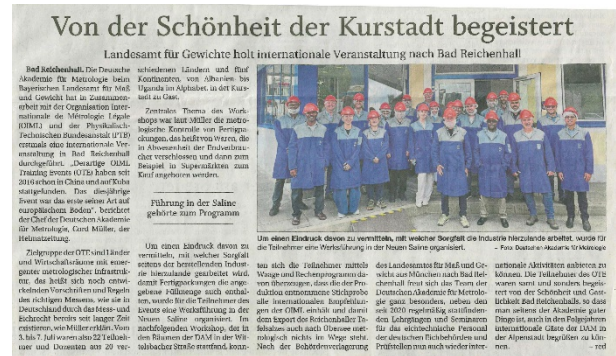 Von der Schönheit der Kurstadt begeistert
Landesamt für Gewichte holt internationale Veranstaltung nach Bad Reichenhall
Bad Reichenhall. Die Deutsche
Akademie für Metrologie beim
Bayerischen Landesamt für Maß
und Gewicht hat in Zusammen-
arbeit mit der Organisation inter-
nationale de Métrologie Légale
(OIML) und der Physikalisch-
Technischen Bundesanstalt (PTB)
erstmals eine internationale Ver-
anstaltung in Bad Reichenhall
durchgeführt. „Derartige OIML
Training Events (OTE) haben seit
2016 schon in China und auf Kuba
stattgefunden. Das diesjährige
Event war das erste seiner Art auf
europäischem Boden“, berichtet
der Chef der Deutschen Akademie
für Metrologie, Cord Müller, der
Heimatzeitung.
Zielgruppe der OTE sind Länder
und Wirtschaftsräume mit emer-
genter metrologischer Infrastruk-
tur, das heißt sich noch entwi-
ckelnden Vorschriften und Regeln
des richtigen Messens, wie sie in
Deutschland durch das Mess- und
Eichrecht bereits seit langer Zeit
existieren, wie Müller erklärt. Vom
3. bis 7. Juli waren also 22 Teilneh-
mer und Dozenten aus 20 ver-
schiedenen Ländern und fünf
Kontinenten, von Albanien bis
Uganda im Alphabet, in der Kur-
stadt zu Gast.
Zentrales Thema des Work-
shops war laut Müller die metro-
logische Kontrolle von Fertigpa-
ckungen, das heißt von Waren, die
in Abwesenheit der Endverbrau-
cher verschlossen und dann zum
Beispiel in Supermärkten zum
Kauf angeboten werden.
Führung in der Saline
gehörte zum Programm
Um einen Eindruck davon zu
vermitteln, mit welcher Sorgfalt
seitens der herstellenden Indust-
rie hierzulande gearbeitet wird,
damit Fertigpackungen die ange-
gebene Füllmenge auch enthal-
ten, wurde für die Teilnehmer des
Events eine Werksführung in der
Neuen Saline organisiert. Im
nachfolgenden Workshop, der in
den Räumen der DAM in der Wit-
telsbacher Straße stattfand, konn-
Um einen Eindruck davon zu vermitteln, mit welcher Sorgfalt die Industrie hierzulande arbeitet, wurde für
die Teilnehmer eine Werksführung in der Neuen Saline organisiert.
– Foto: Deutschen Akademie für Metrologie
ten sich die Teilnehmer mittels
Waage und Rechenprogramm da-
von überzeugen, dass die der Pro-
duktion entnommene Stichprobe
alle internationalen Empfehlun-
gen der OIML erhält und damit
dem Export des Reichenhaller Ta-
felsalzes auch nach Übersee met-
rologisch nichts im Wege steht.
Nach der Behördenverlagerung
des Landesamtes für Maß und Ge-
wicht aus München nach Bad Rei-
chenhall freut sich das Team der
Deutschen Akademie für Metrolo-
gie ganz besonders, neben den
seit 2020 regelmäßig stattfinden-
den Lehrgängen und Seminaren
für das eichtechnische Personal
der deutschen Eichbehörden und
Prüfstellen nun auch wieder inter-
nationale Aktivitäten anbieten zu
können. Die Teilnehmer des OTE
waren samt und sonders begeis-
tert von der Schönheit und Gast-
lichkeit Bad Reichenhalls, so dass
man seitens der Akademie guter
Dinge ist, auch in den Folgejahren
internationale Gäste der DAM in
der Alpenstadt begrüßen zu kön-
nen.
– red